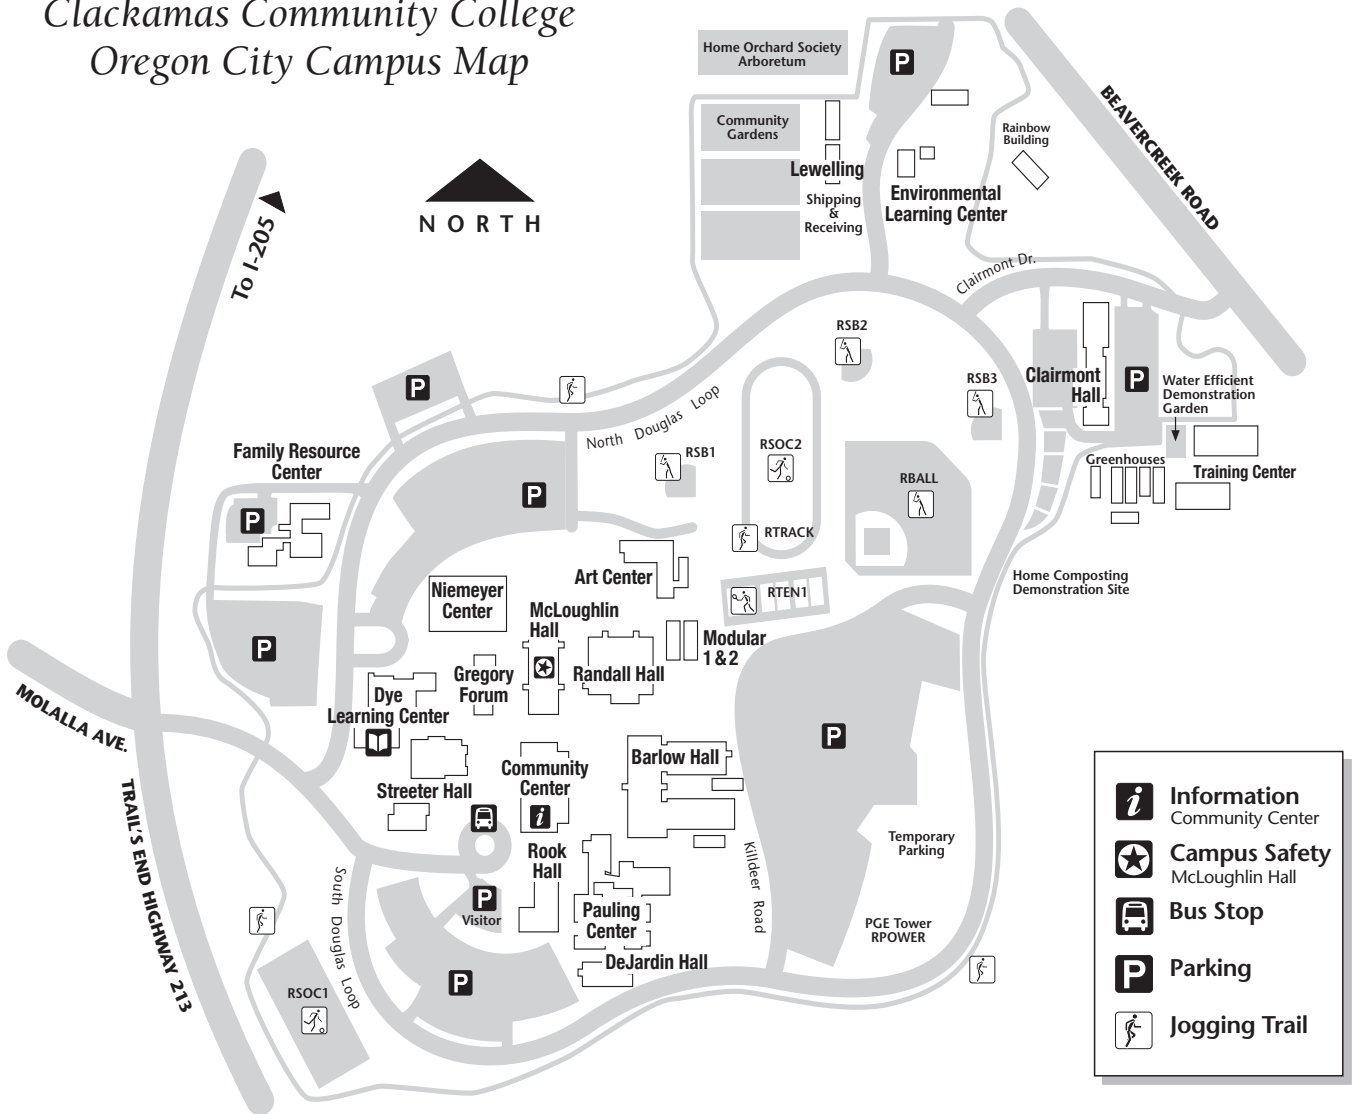 Clackamas Community College
Oregon City Campus Map
NORTH
To I-205
Home Orchard Society
Arboretum
P
Community
Gardens
Lewelling
Shipping
&
Receiving
Environmental
Learning Center
Rainbow
Building
BEAVERCREEK ROAD
Clairmont Dr.
RSB2
RSB3
Clairmont
Hall
P
Water Efficient
Demonstration
Garden
Greenhouses
Training Center
P
North Douglas Loop
RSB1
RSOC2
RBALL
RTRACK
Family Resource
Center
P
P
Art Center
RTEN1
Home Composting
Demonstration Site
Niemeyer
Center
McLoughlin
Hall
Modular
1 & 2
P
Gregory
Forum
Randall Hall
Dye
Learning Center
MOLALLA AVE.
TRAIL'S END HIGHWAY 213
P
Barlow Hall
Community
Center
i
Streeter Hall
Rook
Hall
Killdeer Road
Temporary
Parking
South Douglas Loop
P
Visitor
Pauling
Center
PGE Tower
RPOWER
DeJardin Hall
P
RSOC1
i Information
Community Center
Campus Safety
McLoughlin Hall
Bus Stop
P Parking
Jogging Trail